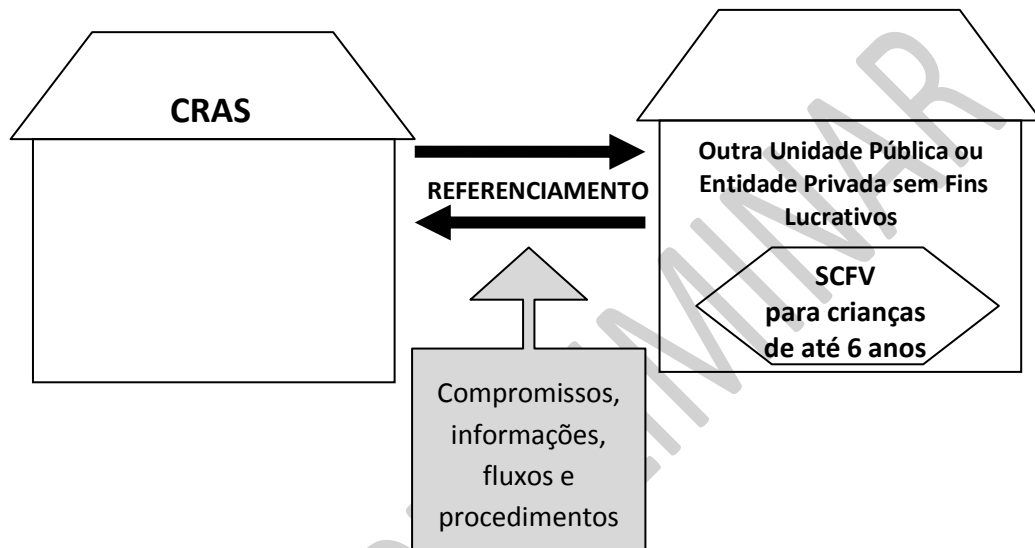 CRAS
REFERENCIAMENTO
Outra Unidade Pública ou
Entidade Privada sem Fins
Lucrativos
SCFV
para crianças
de até 6 anos
Compromissos,
informações,
fluxos e
procedimentos